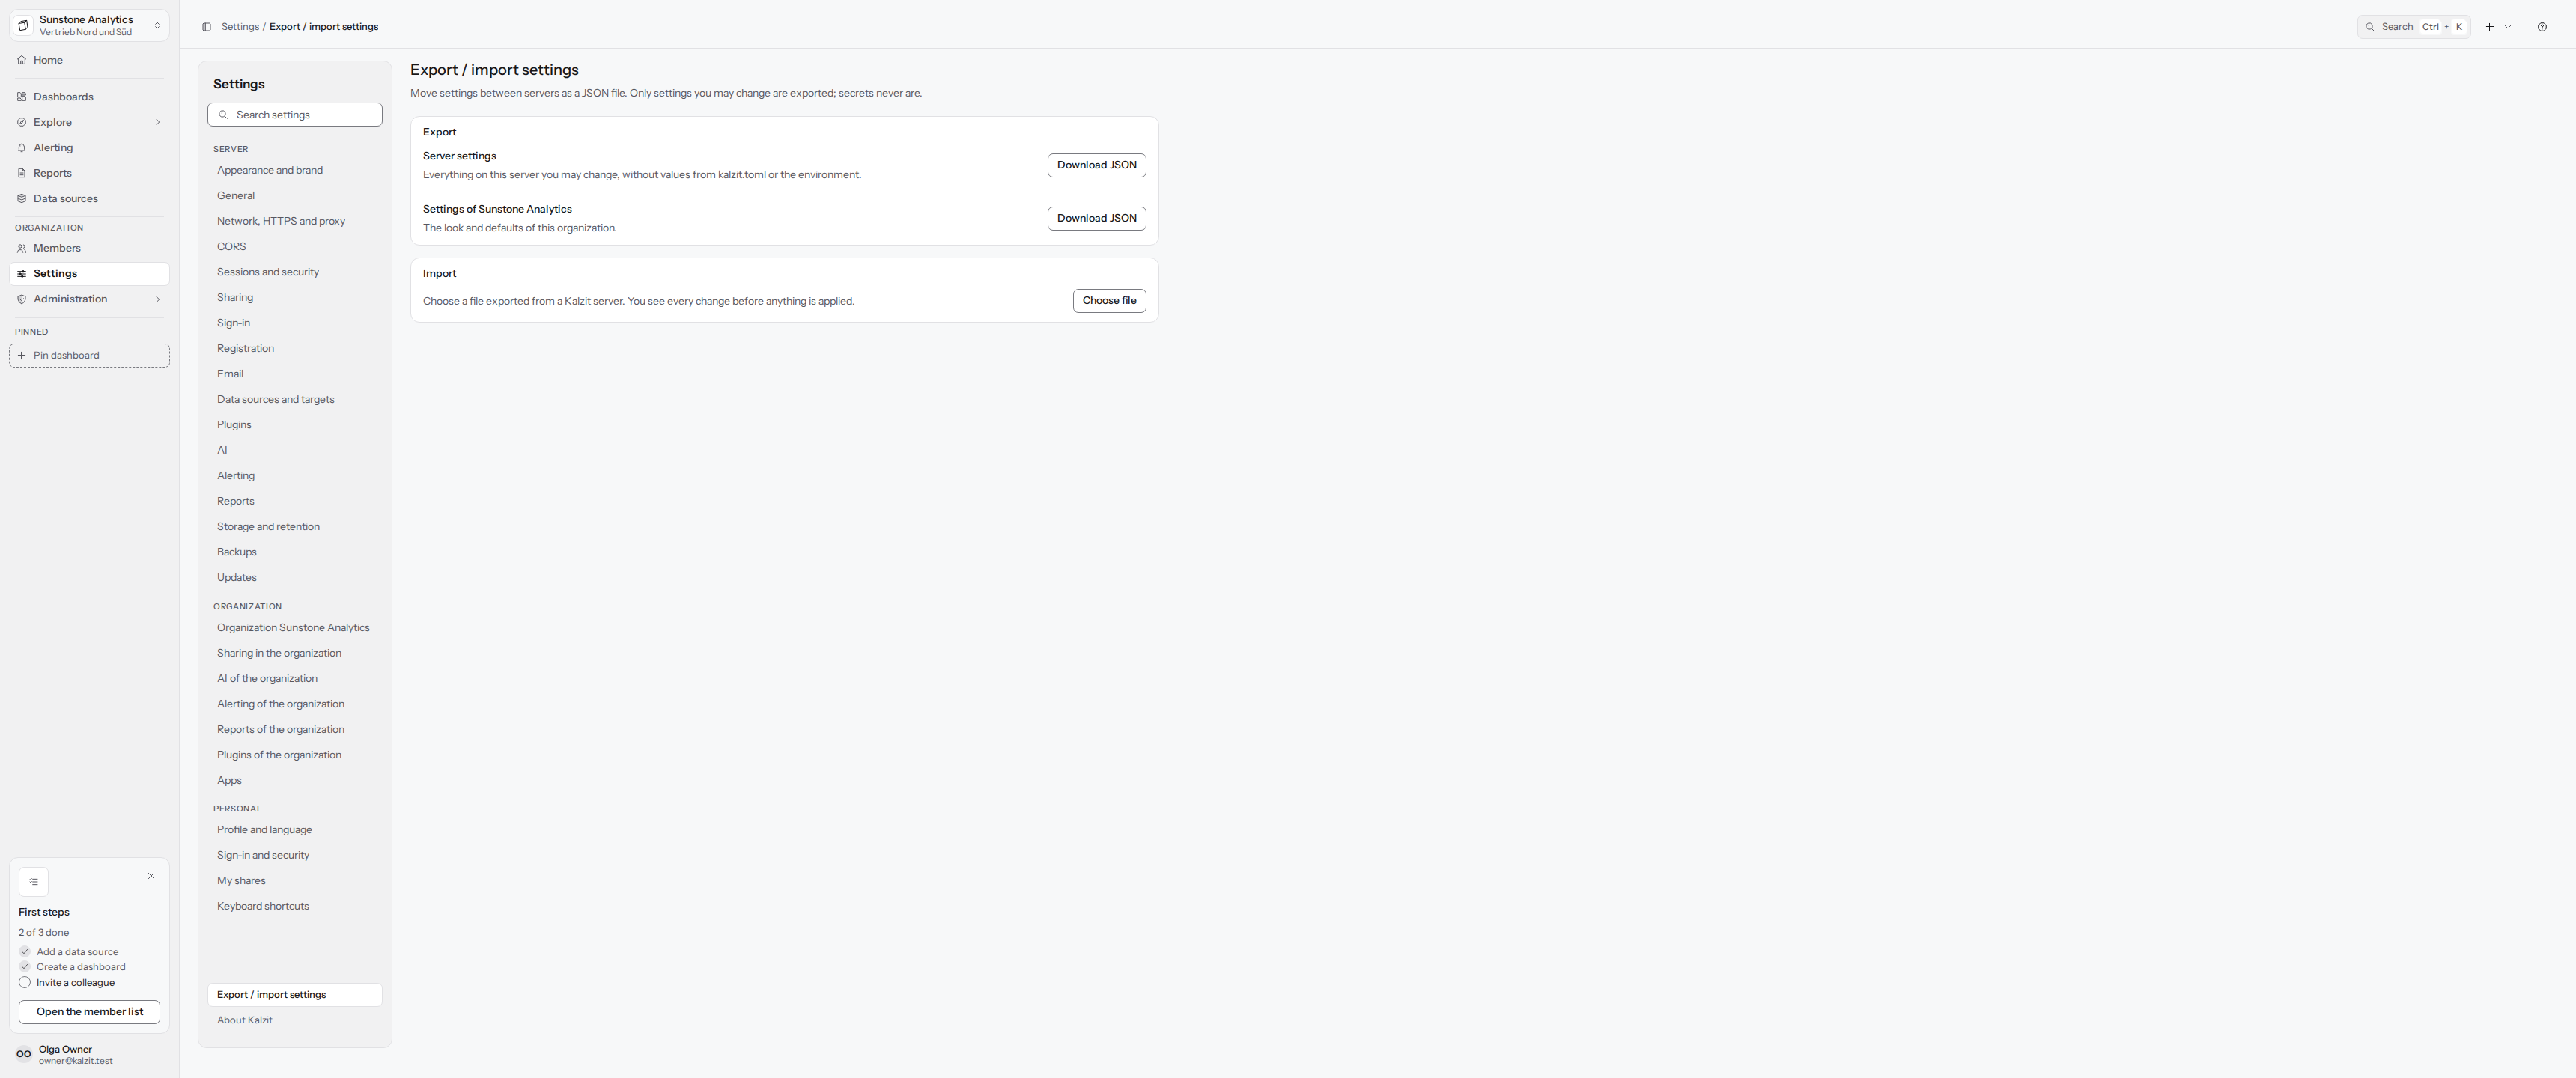 Sunstone Analytics
Vertrieb Nord und Süd
Home
Dashboards
Explore
Alerting
Reports
Data sources
ORGANIZATION
Members
Settings
Administration
PINNED
Pin dashboard
First steps
2 of 3 done
Add a data source
Create a dashboard
Invite a colleague
Open the member list
OO
Olga Owner
owner@kalzit.test
Settings / Export / import settings
Search Ctrl + K
Settings
Search settings
SERVER
Appearance and brand
General
Network, HTTPS and proxy
CORS
Sessions and security
Sharing
Sign-in
Registration
Email
Data sources and targets
Plugins
AI
Alerting
Reports
Storage and retention
Backups
Updates
ORGANIZATION
Organization Sunstone Analytics
Sharing in the organization
AI of the organization
Alerting of the organization
Reports of the organization
Plugins of the organization
Apps
PERSONAL
Profile and language
Sign-in and security
My shares
Keyboard shortcuts
Export / import settings
About Kalzit
Export / import settings
Move settings between servers as a JSON file. Only settings you may change are exported; secrets never are.
Export
Server settings
Everything on this server you may change, without values from kalzit.toml or the environment.
Download JSON
Settings of Sunstone Analytics
The look and defaults of this organization.
Download JSON
Import
Choose a file exported from a Kalzit server. You see every change before anything is applied.
Choose file